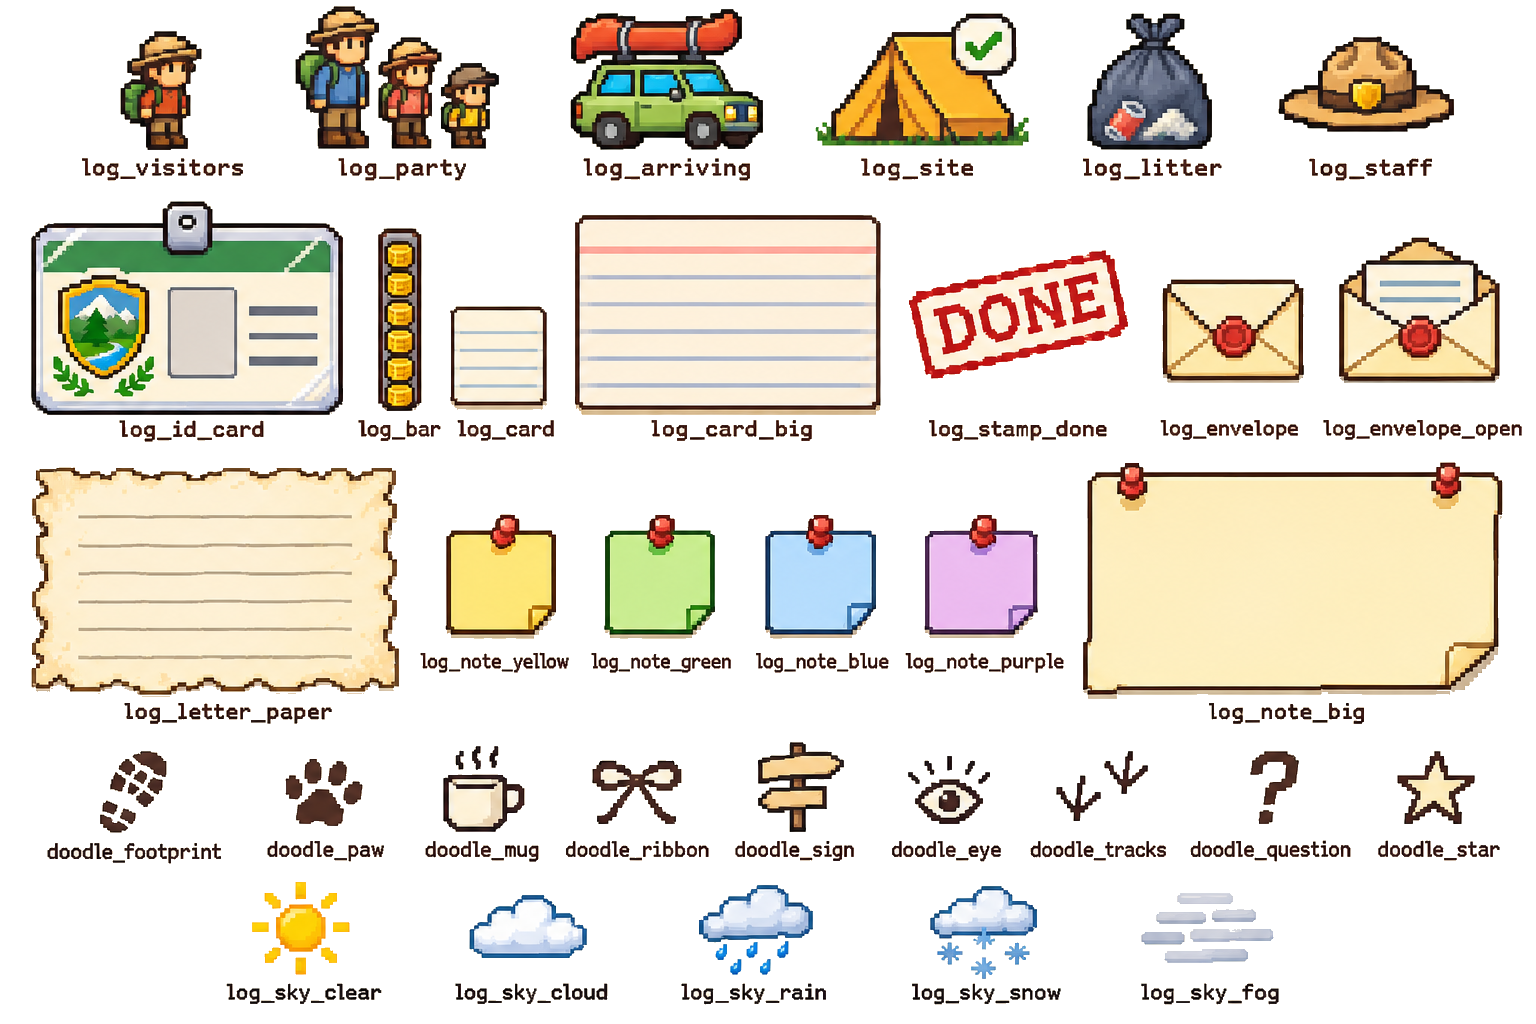 log_visitors
log_party
log_arriving
log_site
log_litter
log_staff
DONE
log_id_card
log_bar
log_card
log_card_big
log_stamp_done
log_envelope
log_envelope_open
log_note_yellow
log_note_green
log_note_blue
log_note_purple
log_letter_paper
log_note_big
doodle_footprint
doodle_paw
doodle_mug
doodle_ribbon
doodle_sign
doodle_eye
doodle_tracks
doodle_question
doodle_star
log_sky_clear
log_sky_cloud
log_sky_rain
log_sky_snow
log_sky_fog